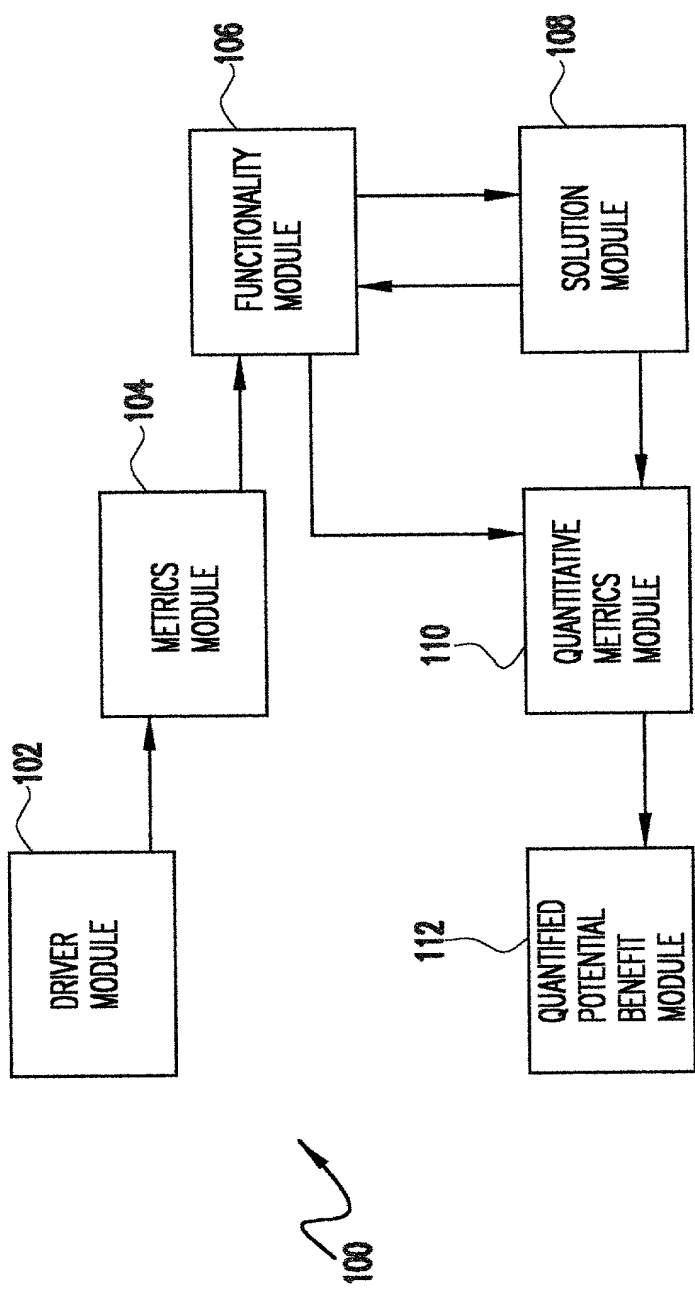 100
102
DRIVER
MODULE
104
METRICS
MODULE
106
FUNCTIONALITY
MODULE
112
QUANTIFIED
POTENTIAL
BENEFIT
MODULE
110
QUANTITATIVE
METRICS
MODULE
108
SOLUTION
MODULE